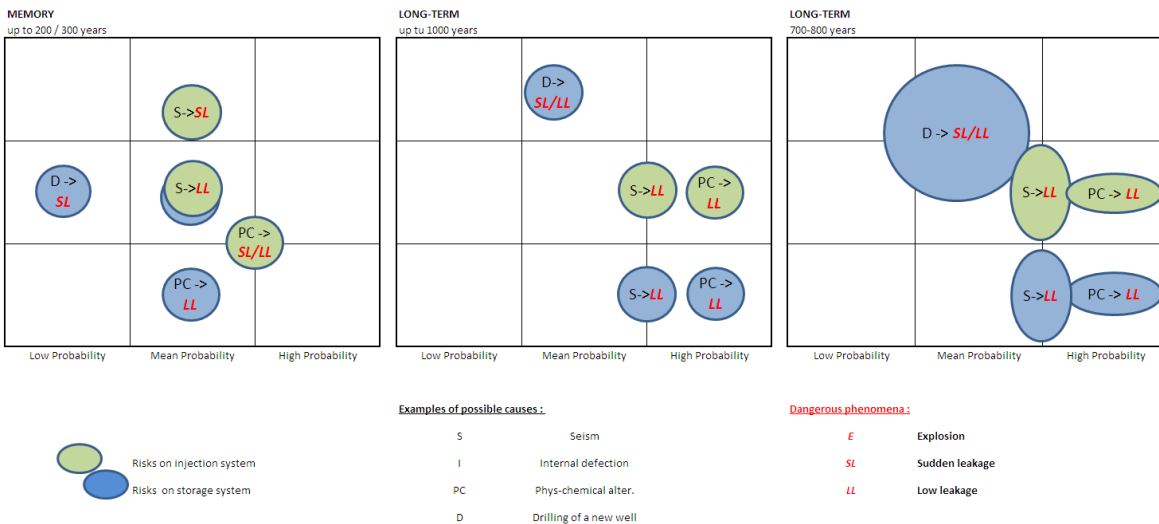 MEMORY
up to 200 / 300 years
S->SL
D ->
SL
S->LL
PC ->
SL/LL
PC ->
LL
Low Probability
Mean Probability
High Probability
LONG-TERM
up tu 1000 years
D->
SL/LL
S->LL
PC ->
LL
S->LL
PC ->
LL
Low Probability
Mean Probability
High Probability
LONG-TERM
700-800 years
D -> SL/LL
S->LL
PC -> LL
S->LL
PC -> LL
Low Probability
Mean Probability
High Probability
Risks on injection system
Risks on storage system
Examples of possible causes :
S Seism
I Internal defection
PC Phys-chemical alter.
D Drilling of a new well
Dangerous phenomena :
E Explosion
SL Sudden leakage
LL Low leakage